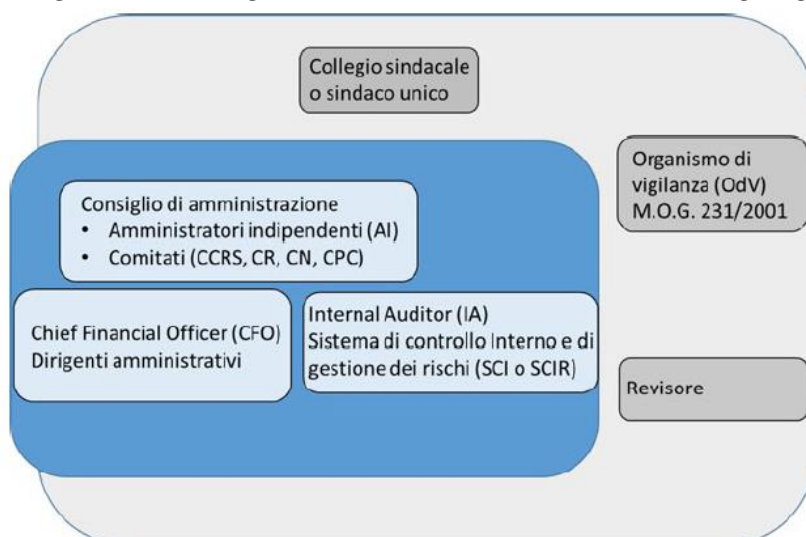 Collegio sindacale
o sindaco unico
Organismo di
vigilanza (OdV)
M.O.G. 231/2001
Consiglio di amministrazione
• Amministratori indipendenti (AI)
• Comitati (CCRS, CR, CN, CPC)
Chief Financial Officer (CFO)
Dirigenti amministrativi
Internal Auditor (IA)
Sistema di controllo Interno e di
gestione dei rischi (SCI o SCIR)
Revisore